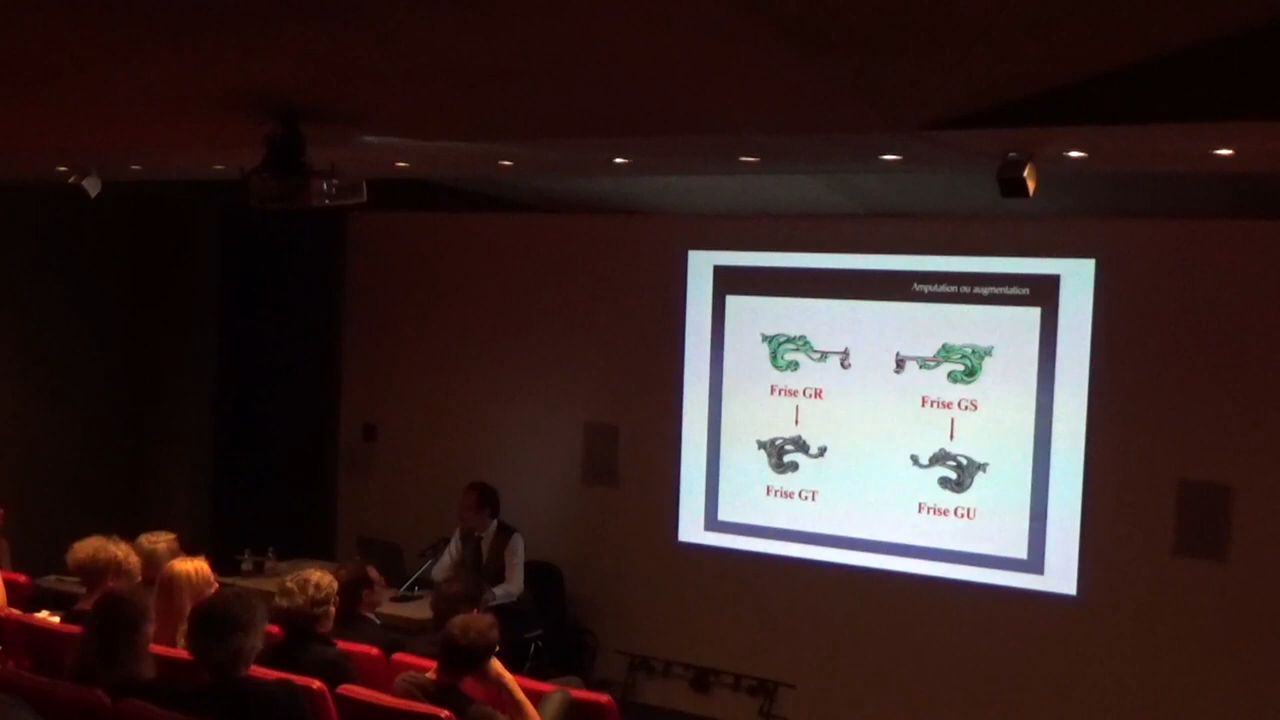 Amputation ou augmentation
Frise GR
Frise GS
Frise GT
Frise GU